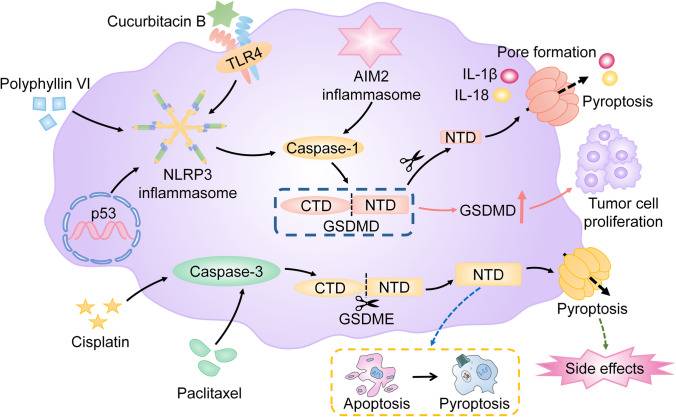 Cucurbitacin B
TLR4
Polyphyllin VI
AIM2
inflammasome
Pore formation
IL-1β
IL-18
Pyroptosis
NLRP3
inflammasome
Caspase-1
NTD
p53
CTD
NTD
GSDMD
GSDMD
Tumor cell
proliferation
Caspase-3
CTD
NTD
GSDME
NTD
Pyroptosis
Cisplatin
Paclitaxel
Apoptosis
Pyroptosis
Side effects